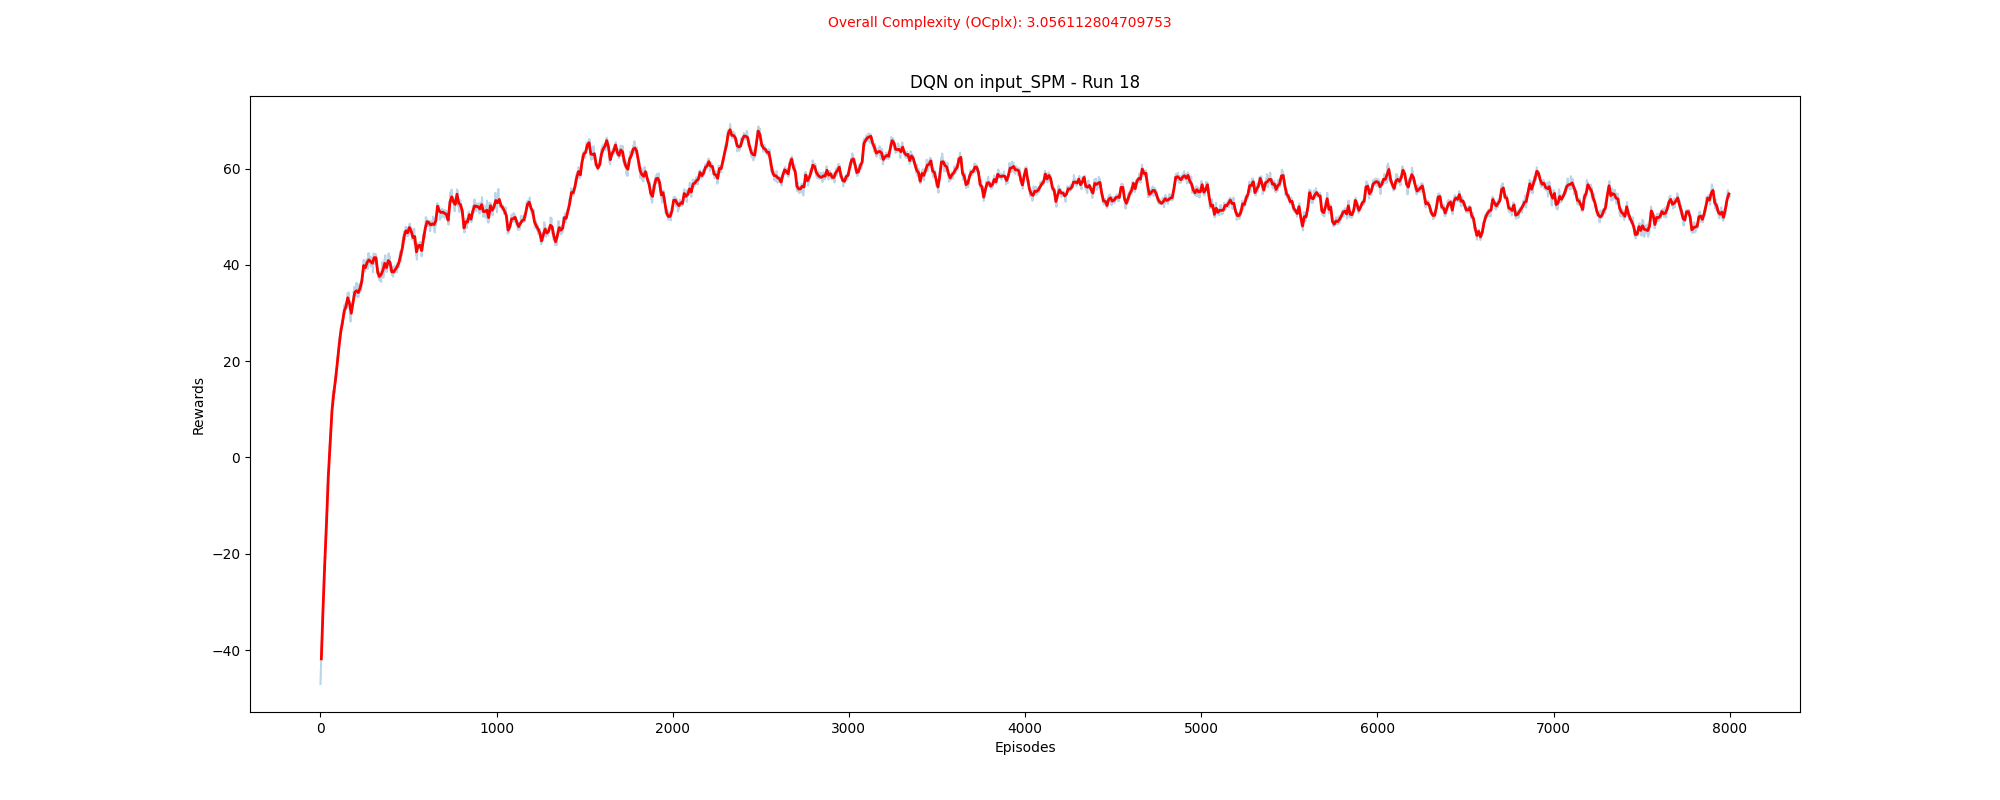 Overall Complexity (OCplx): 3.056112804709753
DQN on input_SPM - Run 18
Rewards
60
40
20
0
−20
−40
0 1000 2000 3000 4000 5000 6000 7000 8000
Episodes